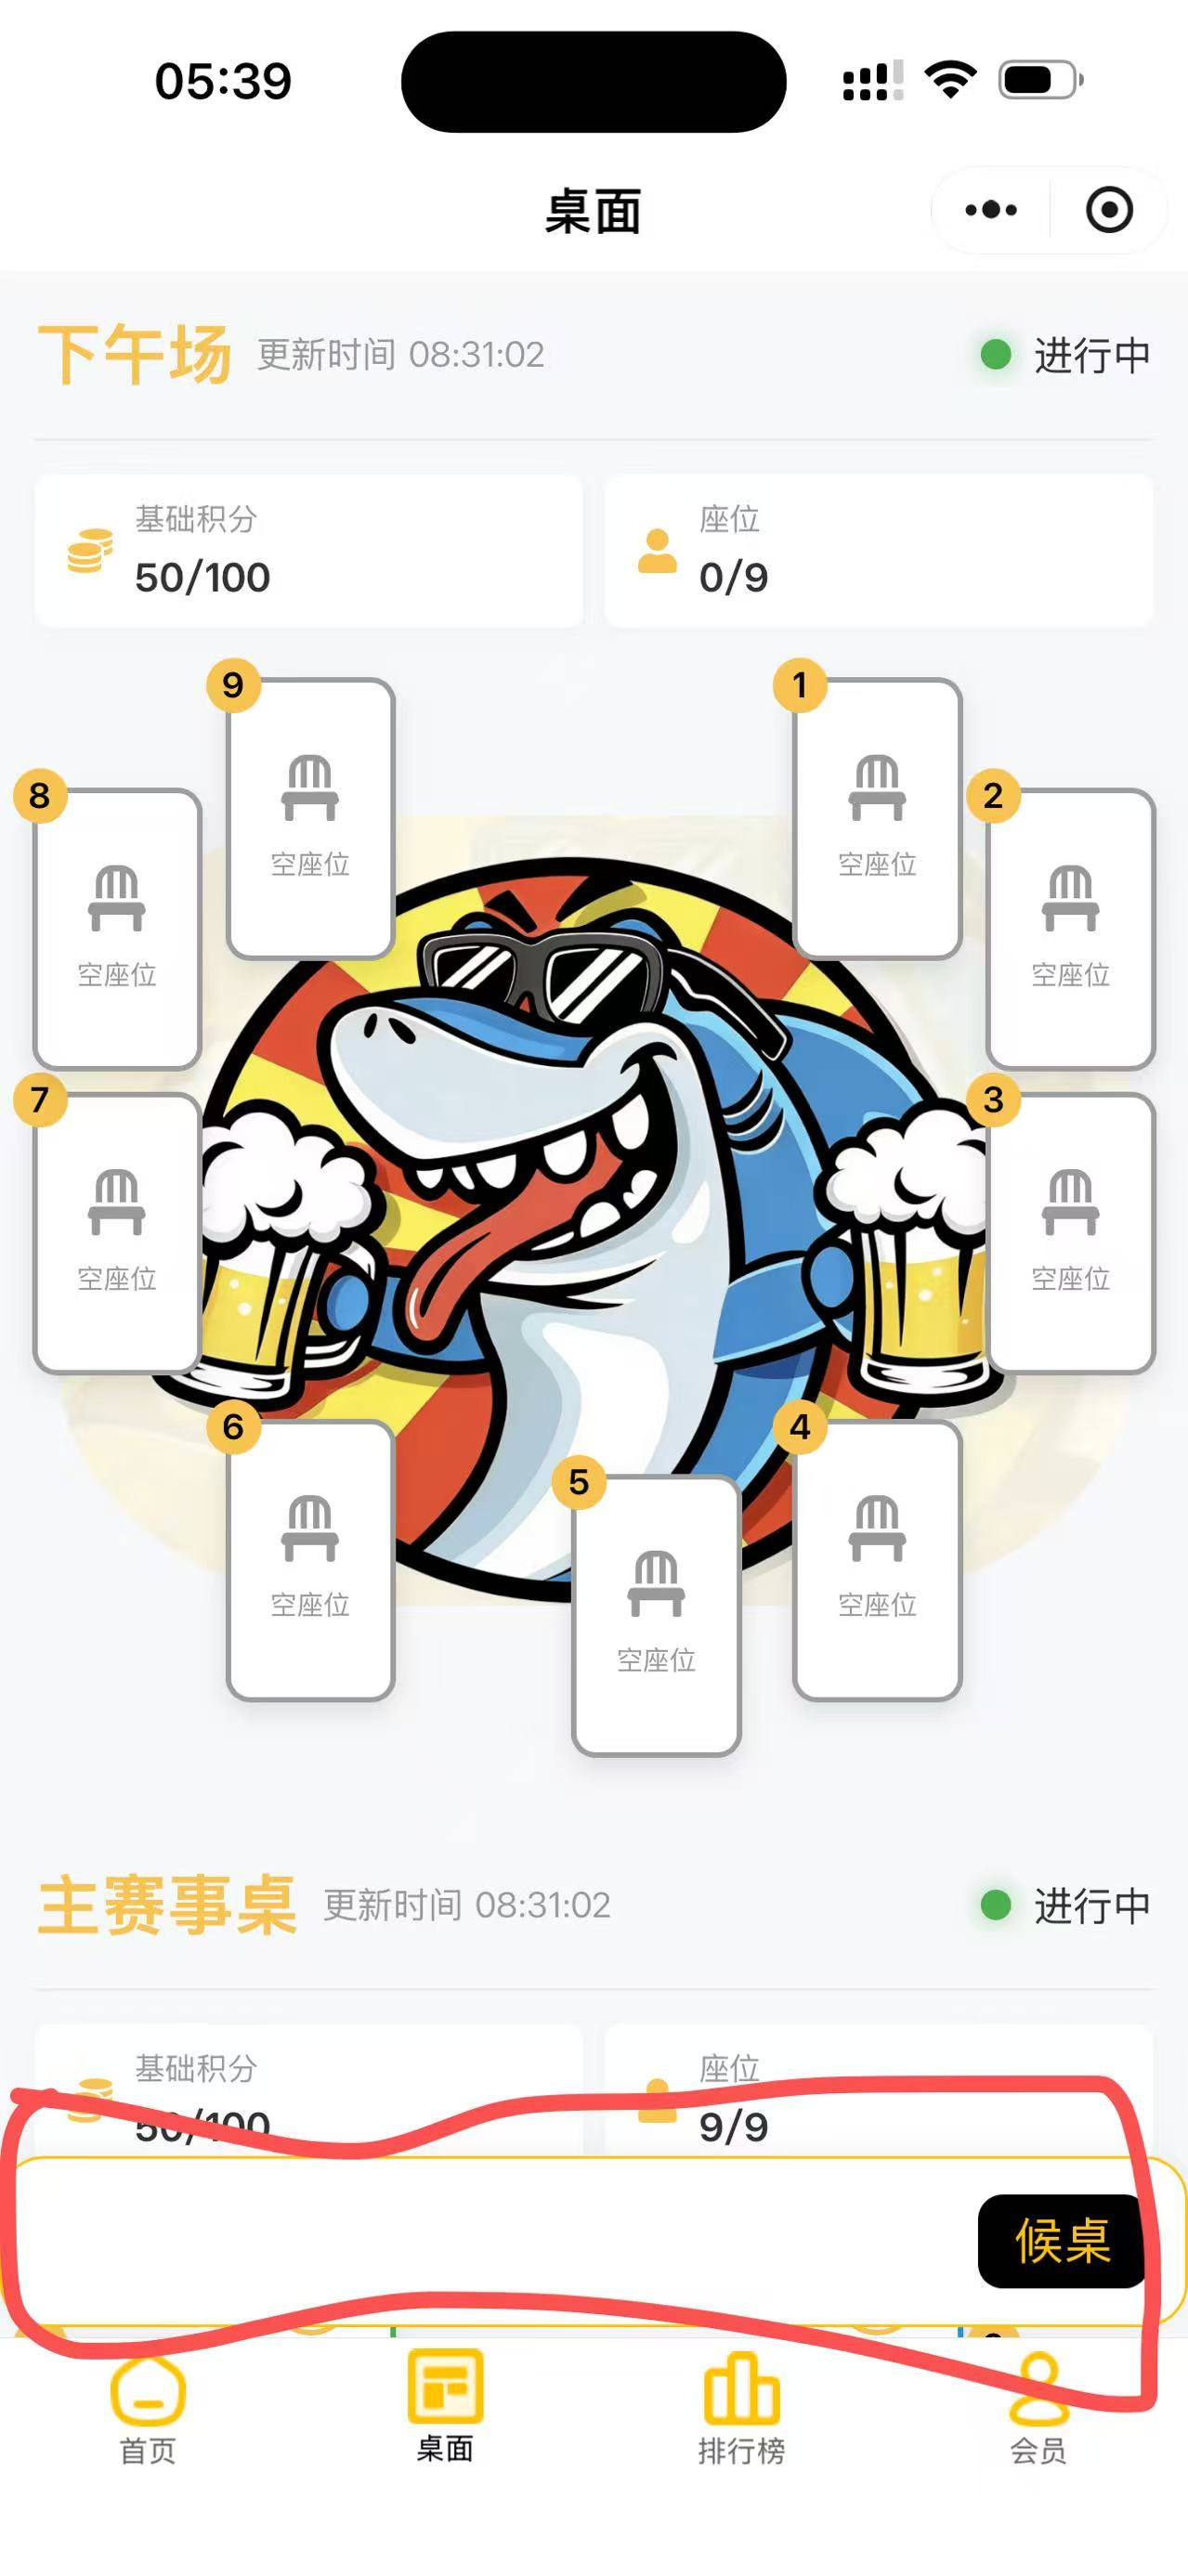 05:39
桌面
下午场 更新时间 08:31:02 进行中
基础积分 座位
50/100 0/9
9 1
空座位 空座位
8 2
空座位 空座位
7 3
空座位 空座位
6 4
空座位 空座位
5
空座位
主赛事桌 更新时间 08:31:02 进行中
基础积分 座位
50/100 9/9
候桌
首页 桌面 排行榜 会员